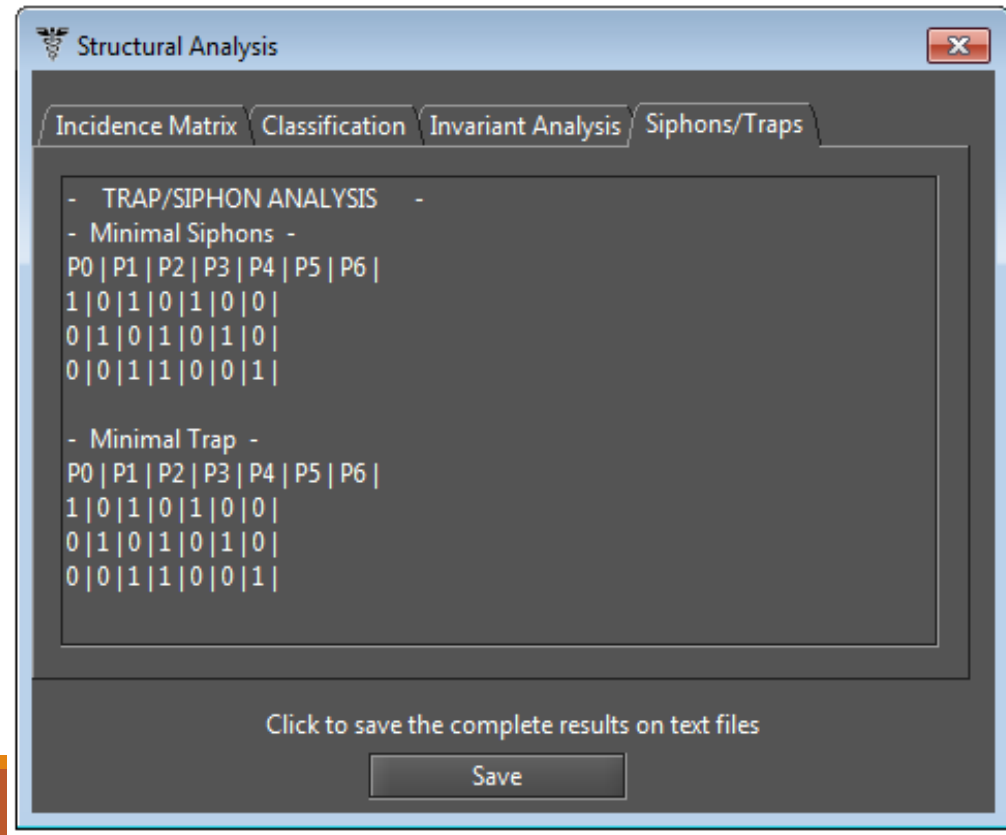 Structural Analysis
Incidence Matrix Classification Invariant Analysis Siphons/Traps
- TRAP/SIPHON ANALYSIS -
- Minimal Siphons -
P0 | P1 | P2 | P3 | P4 | P5 | P6 |
1|0|1|0|1|0|0|
0|1|0|1|0|1|0|
0|0|1|1|0|0|1|
- Minimal Trap -
P0 | P1 | P2 | P3 | P4 | P5 | P6 |
1|0|1|0|1|0|0|
0|1|0|1|0|1|0|
0|0|1|1|0|0|1|
Click to save the complete results on text files
Save